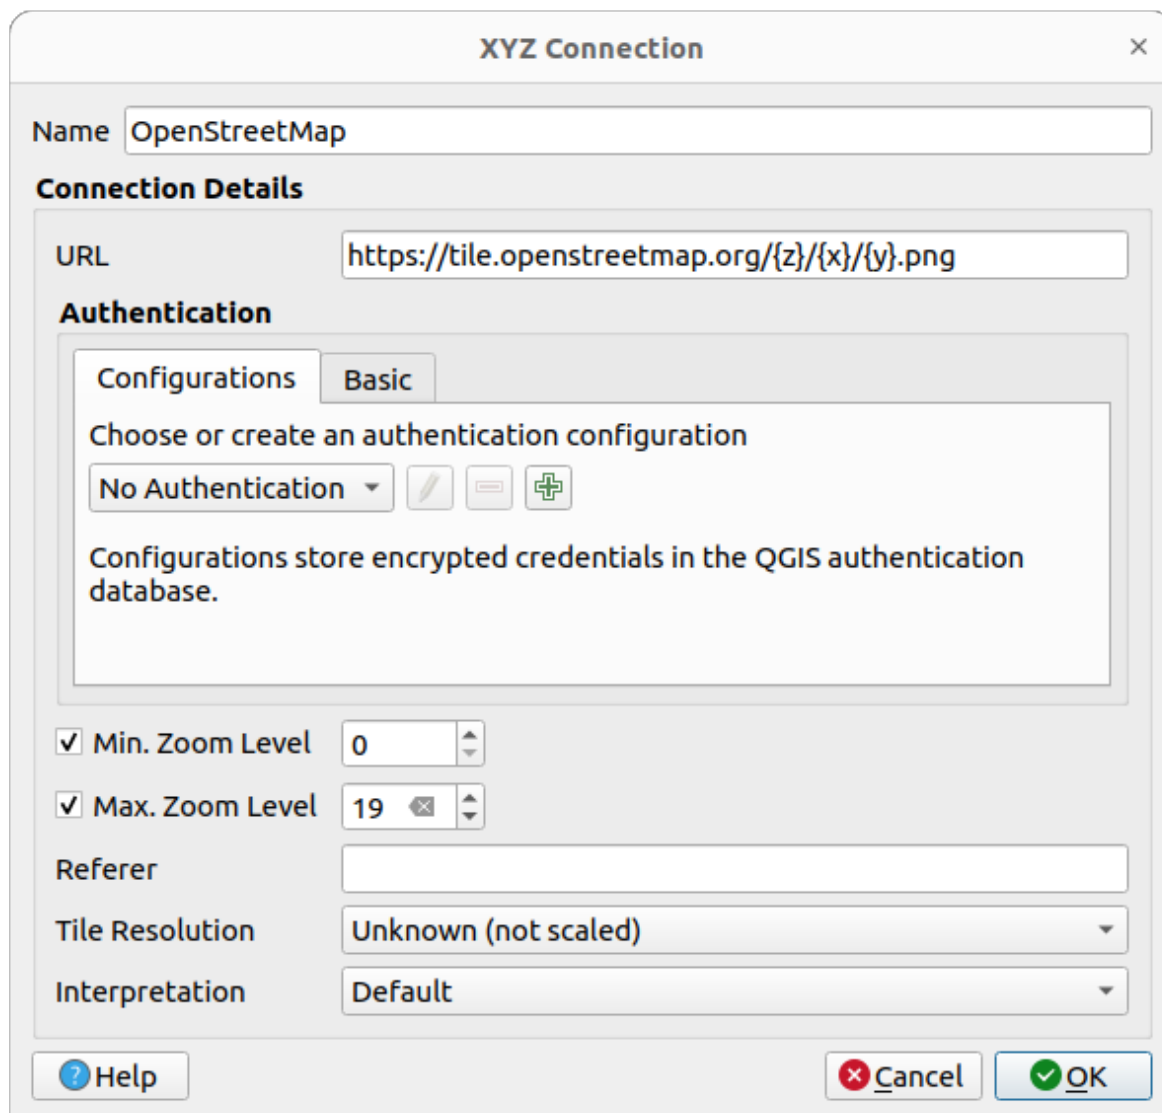 XYZ Connection
Name OpenStreetMap
Connection Details
URL https://tile.openstreetmap.org/{z}/{x}/{y}.png
Authentication
Configurations Basic
Choose or create an authentication configuration
No Authentication
Configurations store encrypted credentials in the QGIS authentication
database.
Min. Zoom Level 0
Max. Zoom Level 19
Referer
Tile Resolution Unknown (not scaled)
Interpretation Default
Help Cancel OK